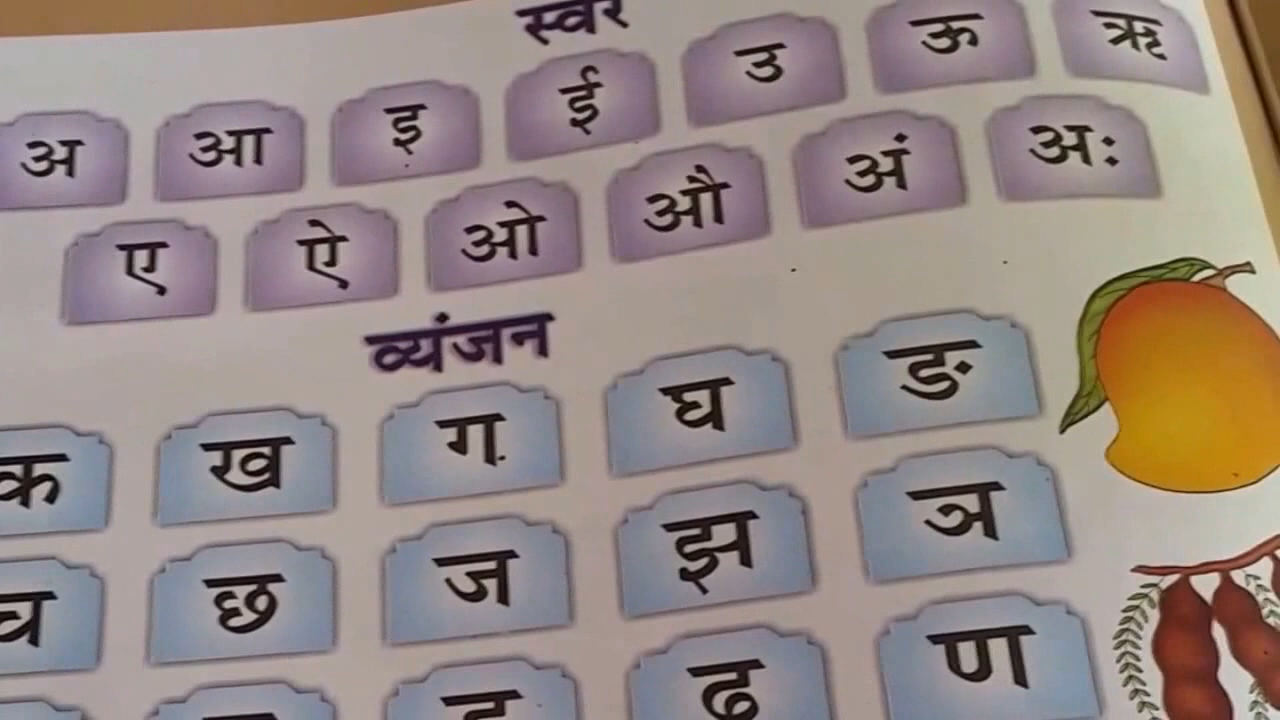 स्वर
अ आ इ ई उ ऊ ऋ
ए ऐ ओ औ अं अः
व्यंजन
क ख ग घ ङ
च छ ज झ ञ
ढ ण